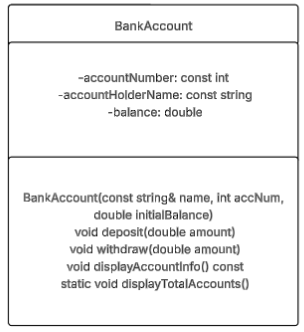 BankAccount
-accountNumber: const int
-accountHolderName: const string
-balance: double
BankAccount(const string& name, int accNum,
double initialBalance)
void deposit(double amount)
void withdraw(double amount)
void displayAccountInfo() const
static void displayTotalAccounts()